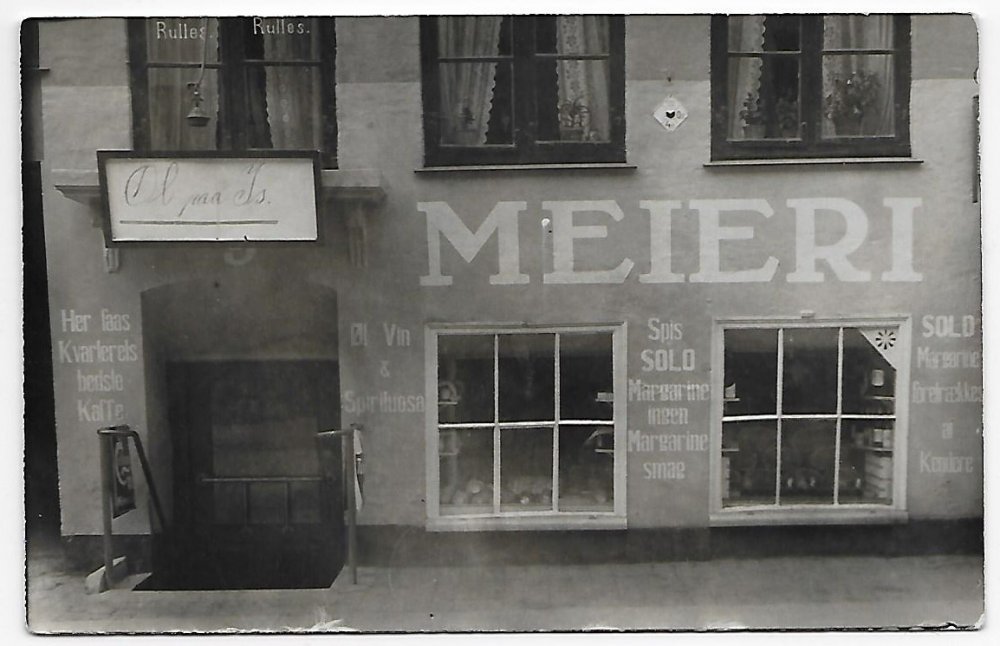 Rulles.
Rulles.
Øl paa Is.
MEIERI
Her faas
Kvarterets
bedste
Kaffe
Øl Vin
&
Spirituosa
Spis
SOLO
Margarine
ingen
Margarine
smag
SOLO
Margarine
foretrækkes
af
Kendere